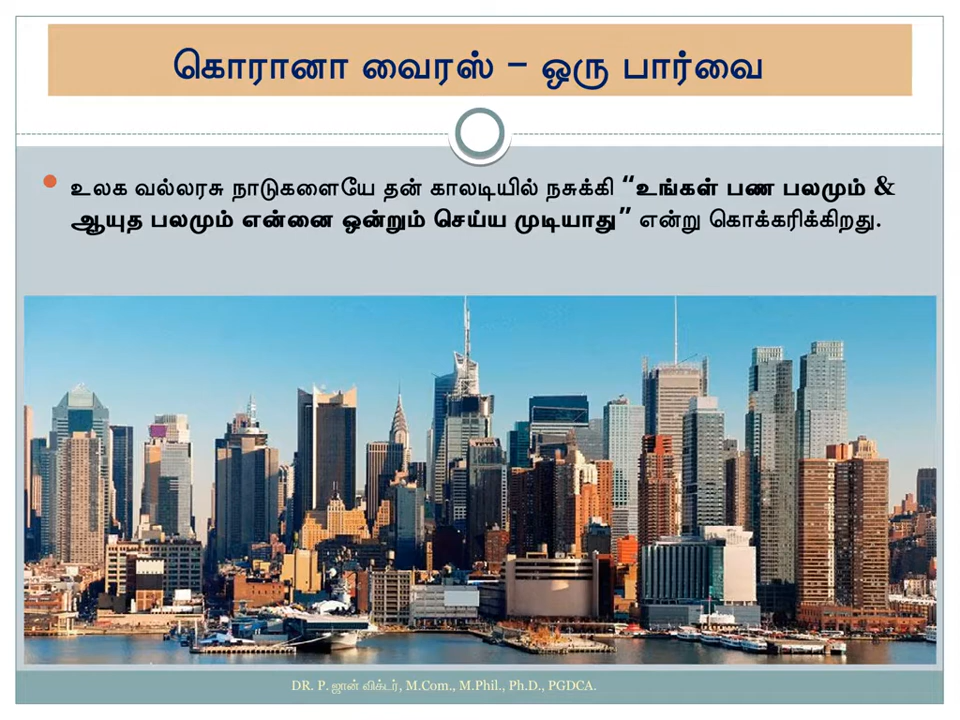 கொரானா வைரஸ் – ஒரு பார்வை
உலக வல்லரசு நாடுகளையே தன் காலடியில் நசுக்கி “உங்கள் பண பலமும் &
ஆயுத பலமும் என்னை ஒன்றும் செய்ய முடியாது” என்று கொக்கரிக்கிறது.
DR. P. ஜான் விக்டர், M.Com., M.Phil., Ph.D., PGDCA.